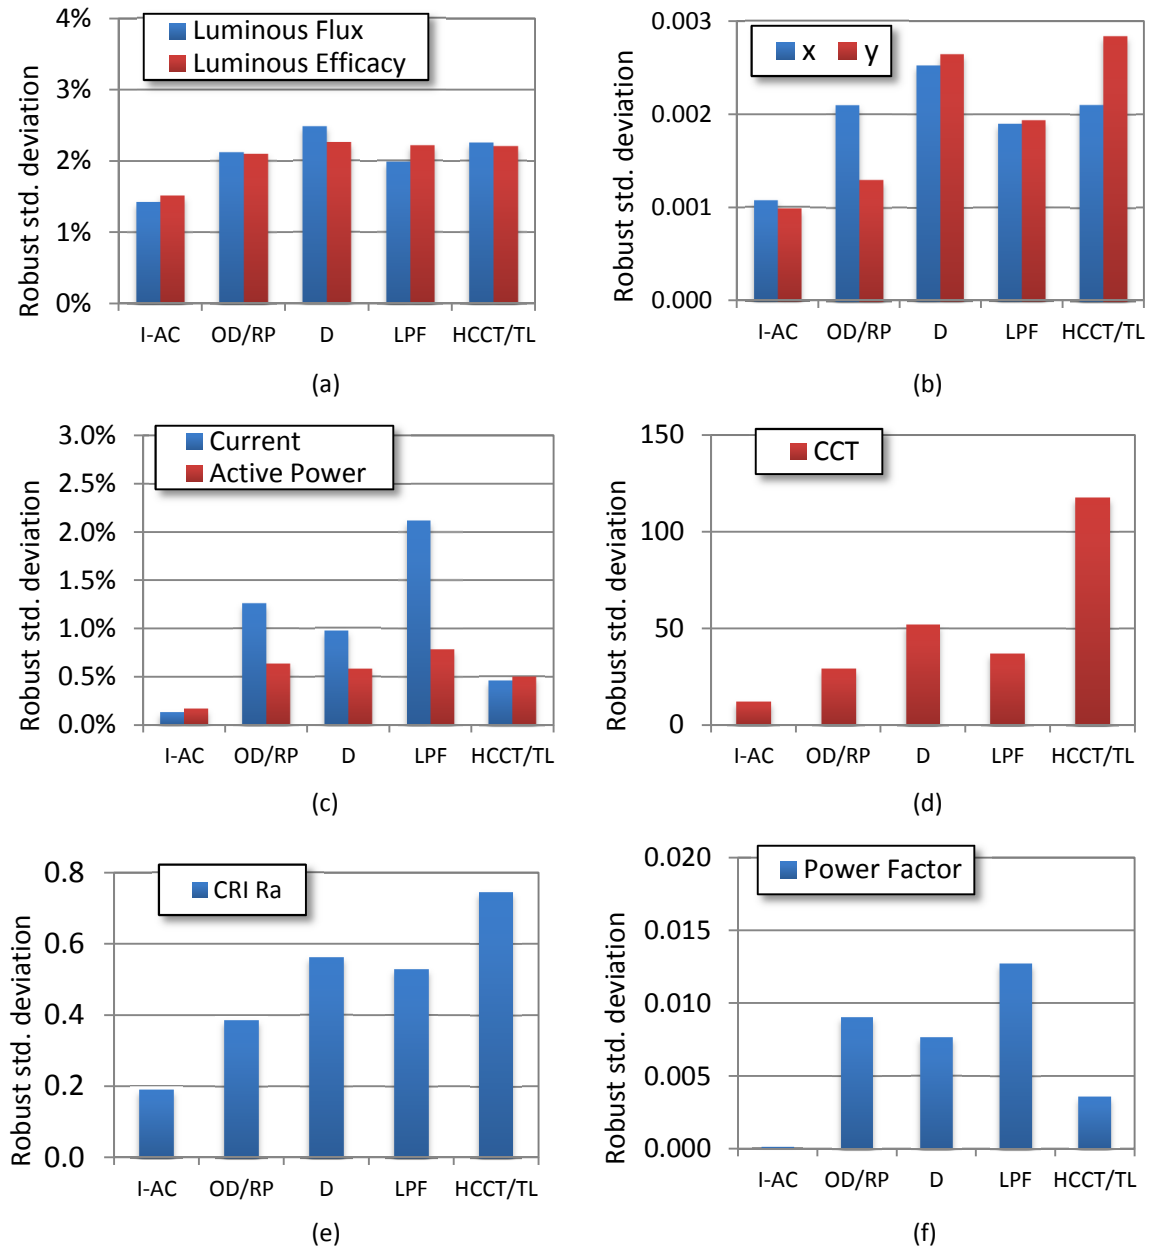 Robust std. deviation
4%
3%
2%
1%
0%
Luminous Flux
Luminous Efficacy
I-AC OD/RP D LPF HCCT/TL
(a)
Robust std. deviation
0.003
0.002
0.001
0.000
x y
I-AC OD/RP D LPF HCCT/TL
(b)
Robust std. deviation
3.0%
2.5%
2.0%
1.5%
1.0%
0.5%
0.0%
Current
Active Power
I-AC OD/RP D LPF HCCT/TL
(c)
Robust std. deviation
150
100
50
0
CCT
I-AC OD/RP D LPF HCCT/TL
(d)
Robust std. deviation
0.8
0.6
0.4
0.2
0.0
CRI Ra
I-AC OD/RP D LPF HCCT/TL
(e)
Robust std. deviation
0.020
0.015
0.010
0.005
0.000
Power Factor
I-AC OD/RP D LPF HCCT/TL
(f)